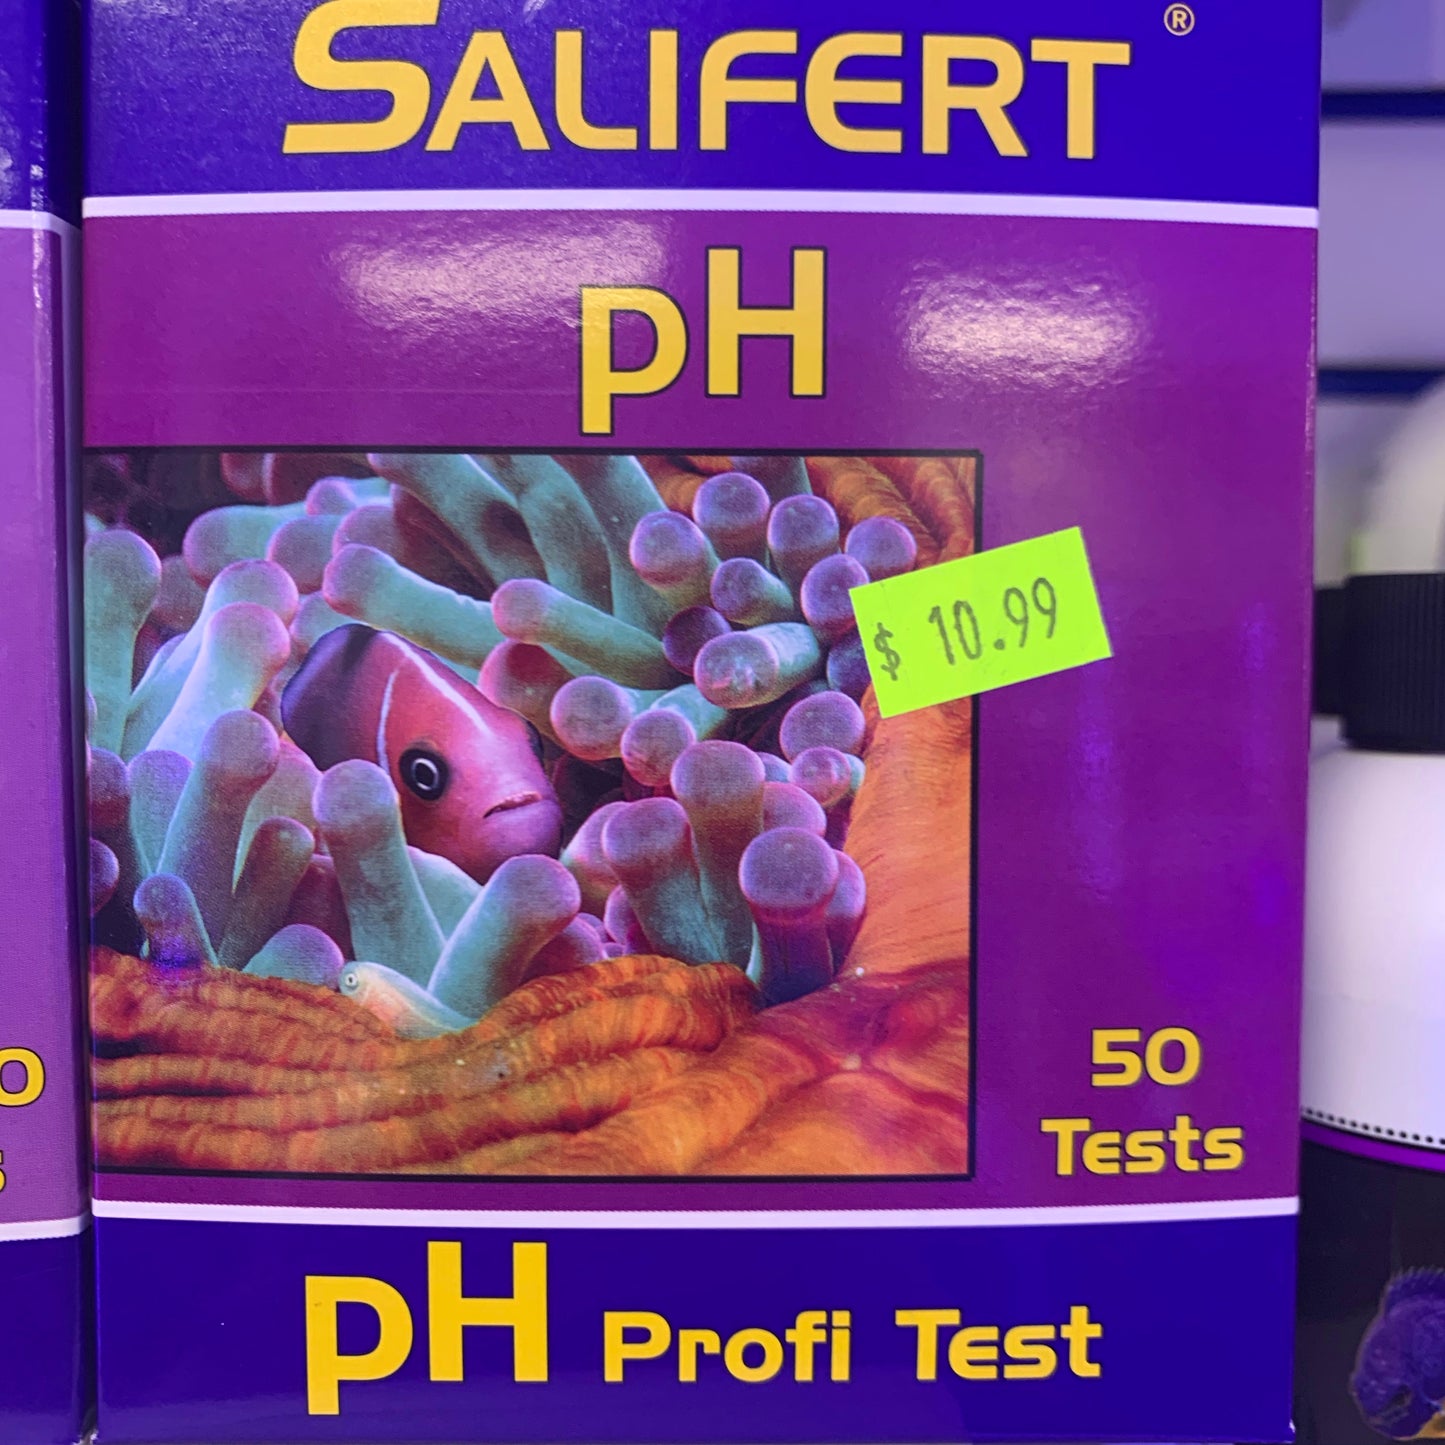 SALIFERT®
pH
$ 10.99
50
Tests
pH Profi Test